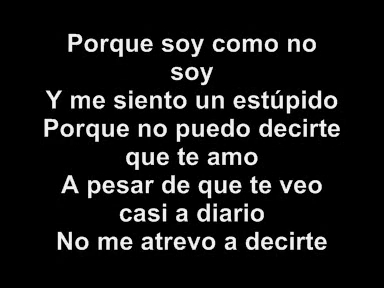 Porque soy como no
soy
Y me siento un estúpido
Porque no puedo decirte
que te amo
A pesar de que te veo
casi a diario
No me atrevo a decirte